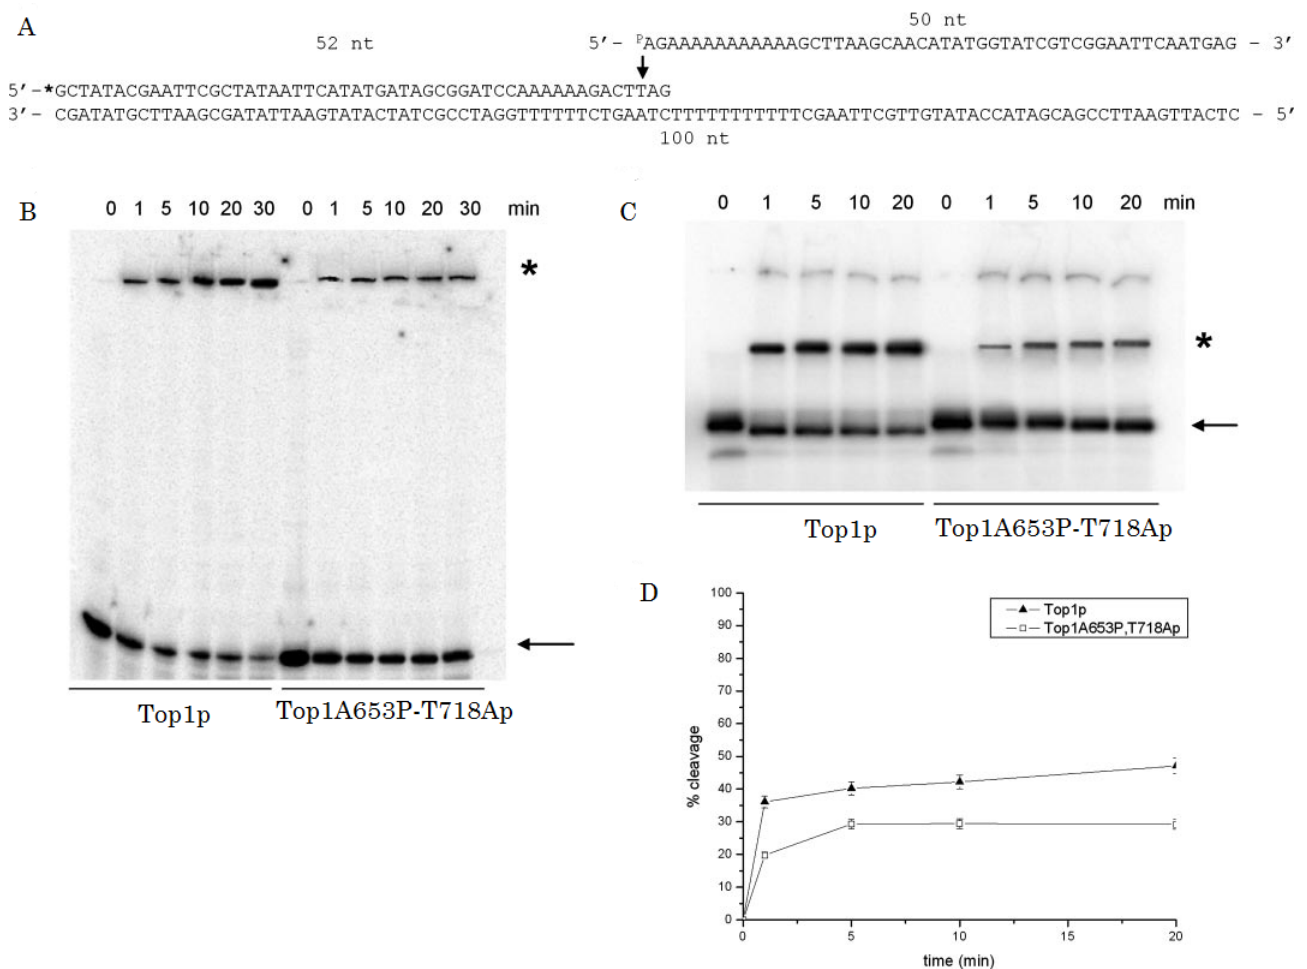 A
50 nt
52 nt
5’– PAGAAAAAAAAAAAGCTTAAGCAACATATGGTATCGTCGGAATTCAATGAG – 3’
5’–*GCTATACGAATTCGCTATAATTCATATGATAGCGGATCCAAAAAAGACTTAG
3’– CGATATGCTTAAGCGATATTAAGTATACTATCGCCTAGGTTTTTTCTGAATCTTTTTTTTTTTCGAATTCGTTGTATACCATAGCAGCCTTAAGTTACTC – 5’
100 nt
B
0 1 5 10 20 30 0 1 5 10 20 30 min
*
Top1p Top1A653P-T718Ap
C
0 1 5 10 20 0 1 5 10 20 min
*
Top1p Top1A653P-T718Ap
D
Top1p
Top1A653P,T718Ap
% cleavage
100
90
80
70
60
50
40
30
20
10
0
0 5 10 15 20
time (min)